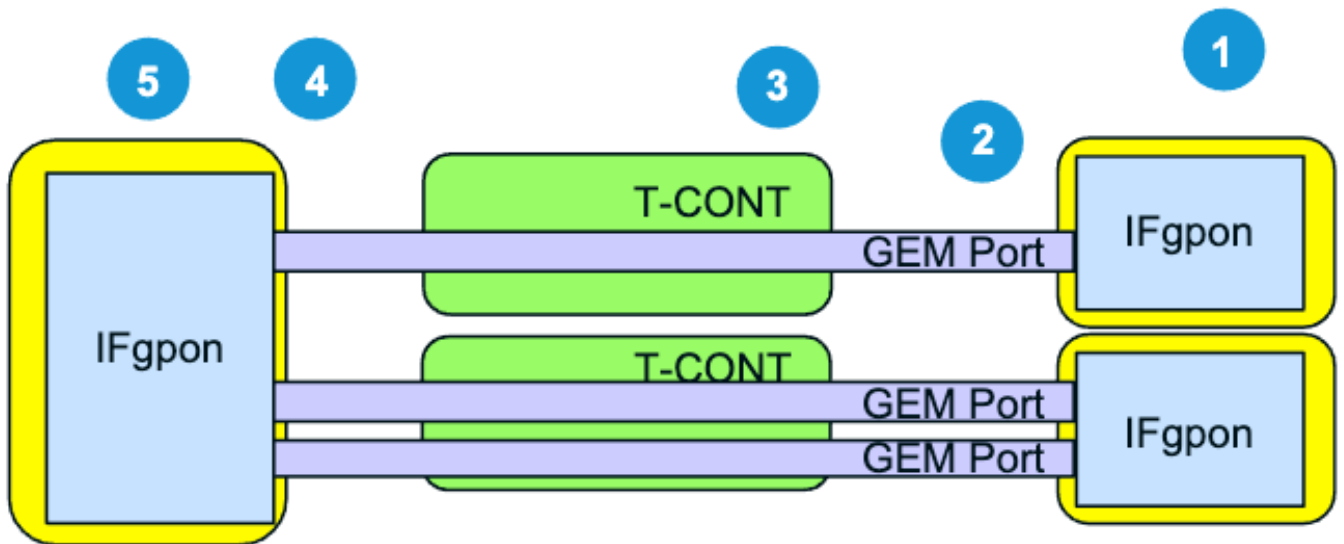 1
5
4
3
2
T-CONT
IFgpon
GEM Port
IFgpon
T-CONT
GEM Port
IFgpon
GEM Port